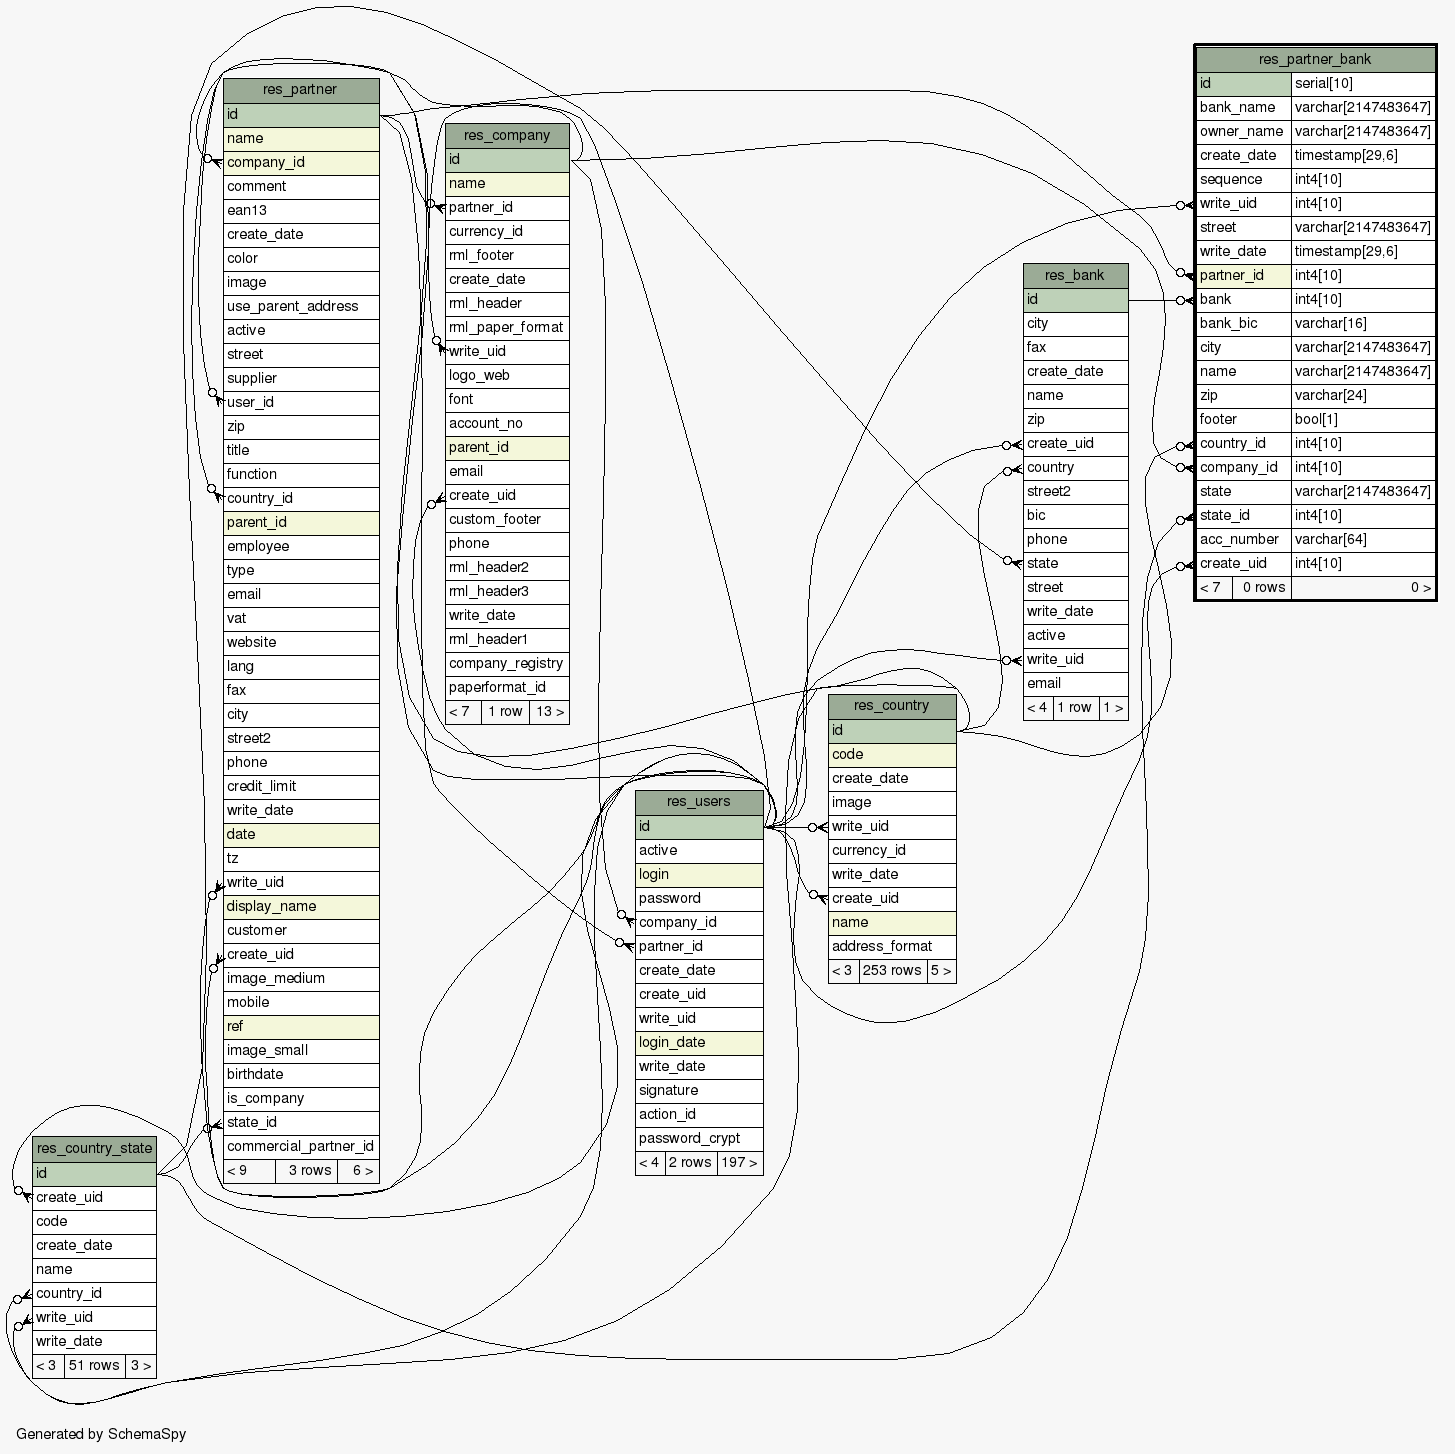 res_partner
id
name
company_id
comment
ean13
create_date
color
image
use_parent_address
active
street
supplier
user_id
zip
title
function
country_id
parent_id
employee
type
email
vat
website
lang
fax
city
street2
phone
credit_limit
write_date
date
tz
write_uid
display_name
customer
create_uid
image_medium
mobile
ref
image_small
birthdate
is_company
state_id
commercial_partner_id
< 9 3 rows 6 >
res_company
id
name
partner_id
currency_id
rml_footer
create_date
rml_header
rml_paper_format
write_uid
logo_web
font
account_no
parent_id
email
create_uid
custom_footer
phone
rml_header2
rml_header3
write_date
rml_header1
company_registry
paperformat_id
< 7 1 row 13 >
res_partner_bank
id serial[10]
bank_name varchar[2147483647]
owner_name varchar[2147483647]
create_date timestamp[29,6]
sequence int4[10]
write_uid int4[10]
street varchar[2147483647]
write_date timestamp[29,6]
partner_id int4[10]
bank int4[10]
bank_bic varchar[16]
city varchar[2147483647]
name varchar[2147483647]
zip varchar[24]
footer bool[1]
country_id int4[10]
company_id int4[10]
state varchar[2147483647]
state_id int4[10]
acc_number varchar[64]
create_uid int4[10]
< 7 0 rows 0 >
res_bank
id
city
fax
create_date
name
zip
create_uid
country
street2
bic
phone
state
street
write_date
active
write_uid
email
< 4 1 row 1 >
res_country
id
code
create_date
image
write_uid
currency_id
write_date
create_uid
name
address_format
< 3 253 rows 5 >
res_users
id
active
login
password
company_id
partner_id
create_date
create_uid
write_uid
login_date
write_date
signature
action_id
password_crypt
< 4 2 rows 197 >
res_country_state
id
create_uid
code
create_date
name
country_id
write_uid
write_date
< 3 51 rows 3 >
Generated by SchemaSpy